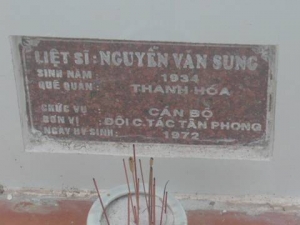 LIỆT SĨ : NGUYỄN VĂN SUNG
SINH NĂM : 1934
QUÊ QUÁN : THANH HÓA
CHỨC VỤ : CÁN BỘ
ĐƠN VỊ : ĐỘI C.TÁC TÂN PHONG
NGÀY HY SINH : 1972